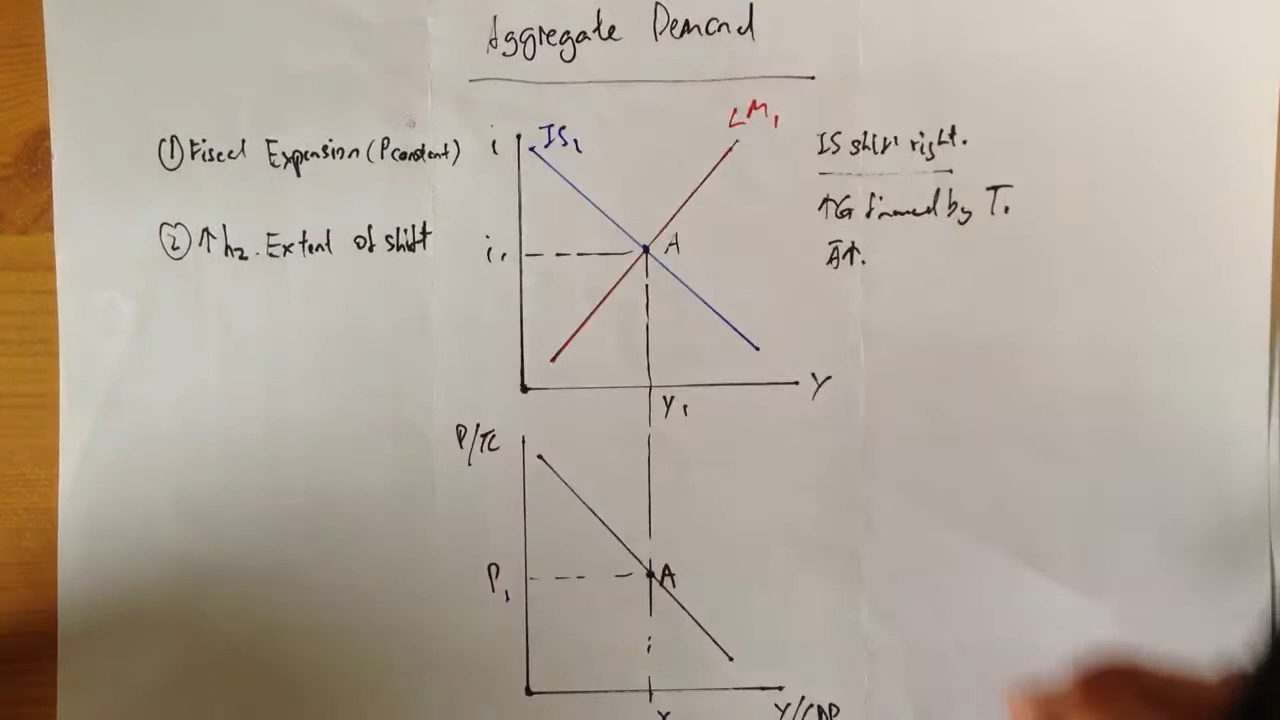 Aggregate Demand
① Fiscal Expansion (P constant)
② ↑h₂. Extent of shift
i
IS₁
LM₁
i₁
A
Y
Y₁
IS shift right.
↑G financed by T.
Ā↑.
P/π
P₁
A
Y/GDP